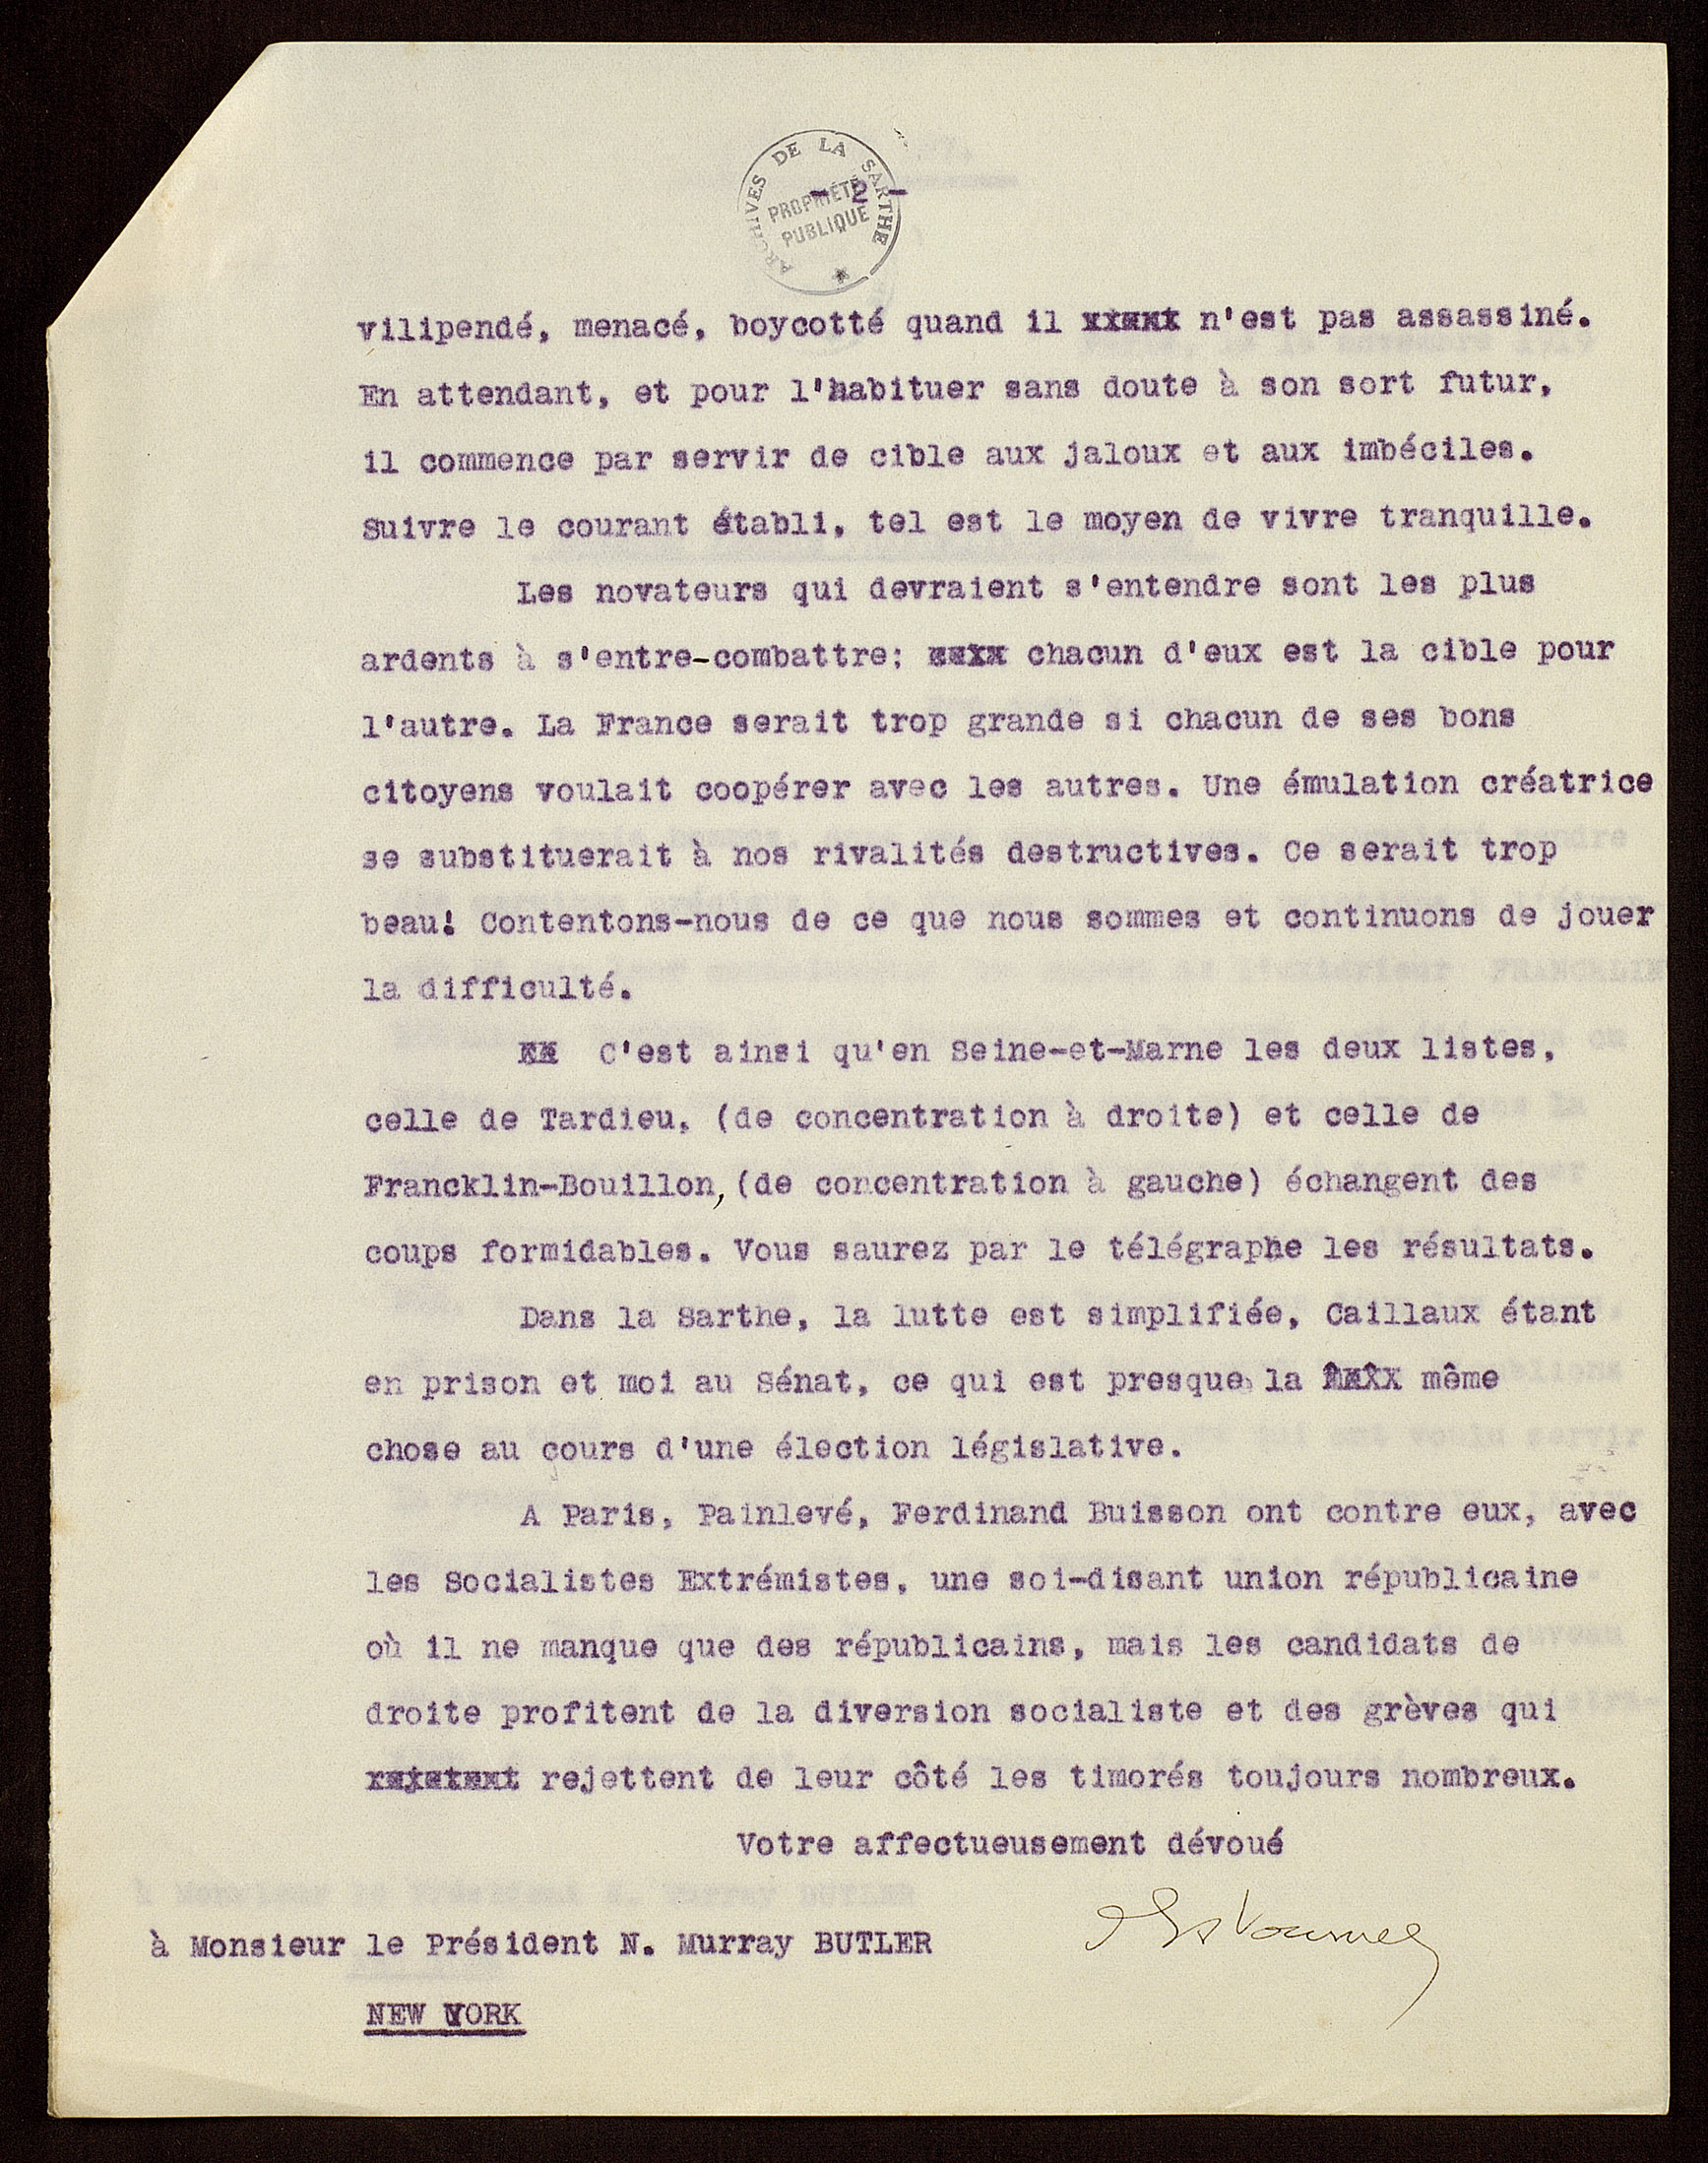 ARCHIVES DE LA SARTHE
PROPRIÉTÉ
PUBLIQUE
- 2 -
vilipendé, menacé, boycotté quand il n'est pas assassiné.
En attendant, et pour l'habituer sans doute à son sort futur,
il commence par servir de cible aux jaloux et aux imbéciles.
Suivre le courant établi, tel est le moyen de vivre tranquille.
Les novateurs qui devraient s'entendre sont les plus
ardents à s'entre-combattre; chacun d'eux est la cible pour
l'autre. La France serait trop grande si chacun de ses bons
citoyens voulait coopérer avec les autres. Une émulation créatrice
se substituerait à nos rivalités destructives. Ce serait trop
beau! Contentons-nous de ce que nous sommes et continuons de jouer
la difficulté.
C'est ainsi qu'en Seine-et-Marne les deux listes,
celle de Tardieu, (de concentration à droite) et celle de
Francklin-Bouillon, (de concentration à gauche) échangent des
coups formidables. Vous saurez par le télégraphe les résultats.
Dans la Sarthe, la lutte est simplifiée, Caillaux étant
en prison et moi au Sénat, ce qui est presque la même
chose au cours d'une élection législative.
A Paris, Painlevé, Ferdinand Buisson ont contre eux, avec
les Socialistes Extrémistes, une soi-disant union républicaine
où il ne manque que des républicains, mais les candidats de
droite profitent de la diversion socialiste et des grèves qui
rejettent de leur côté les timorés toujours nombreux.
Votre affectueusement dévoué
à Monsieur le Président N. Murray BUTLER
NEW YORK